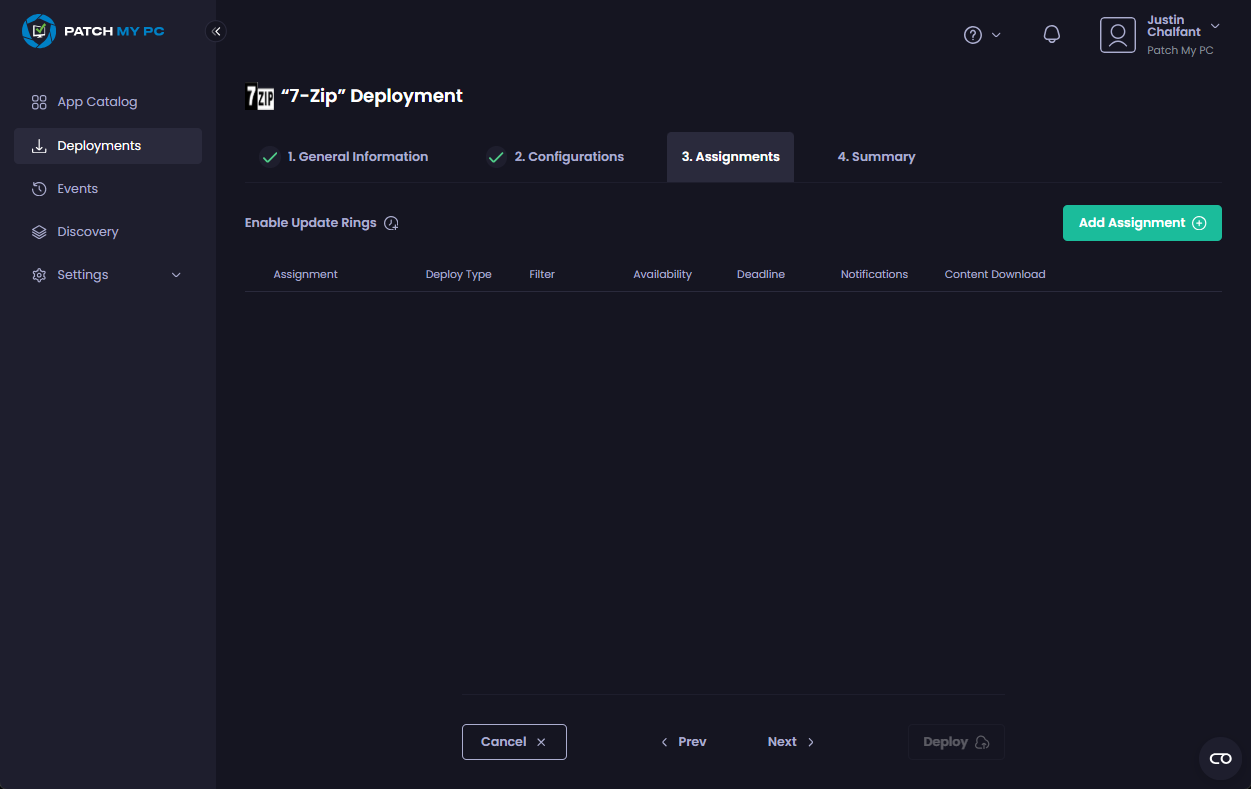 PATCH MY PC
Justin
Chalfant
Patch My PC
App Catalog
Deployments
Events
Discovery
Settings
7ZIP “7-Zip” Deployment
1. General Information 2. Configurations 3. Assignments 4. Summary
Enable Update Rings Add Assignment
Assignment Deploy Type Filter Availability Deadline Notifications Content Download
Cancel Prev Next Deploy